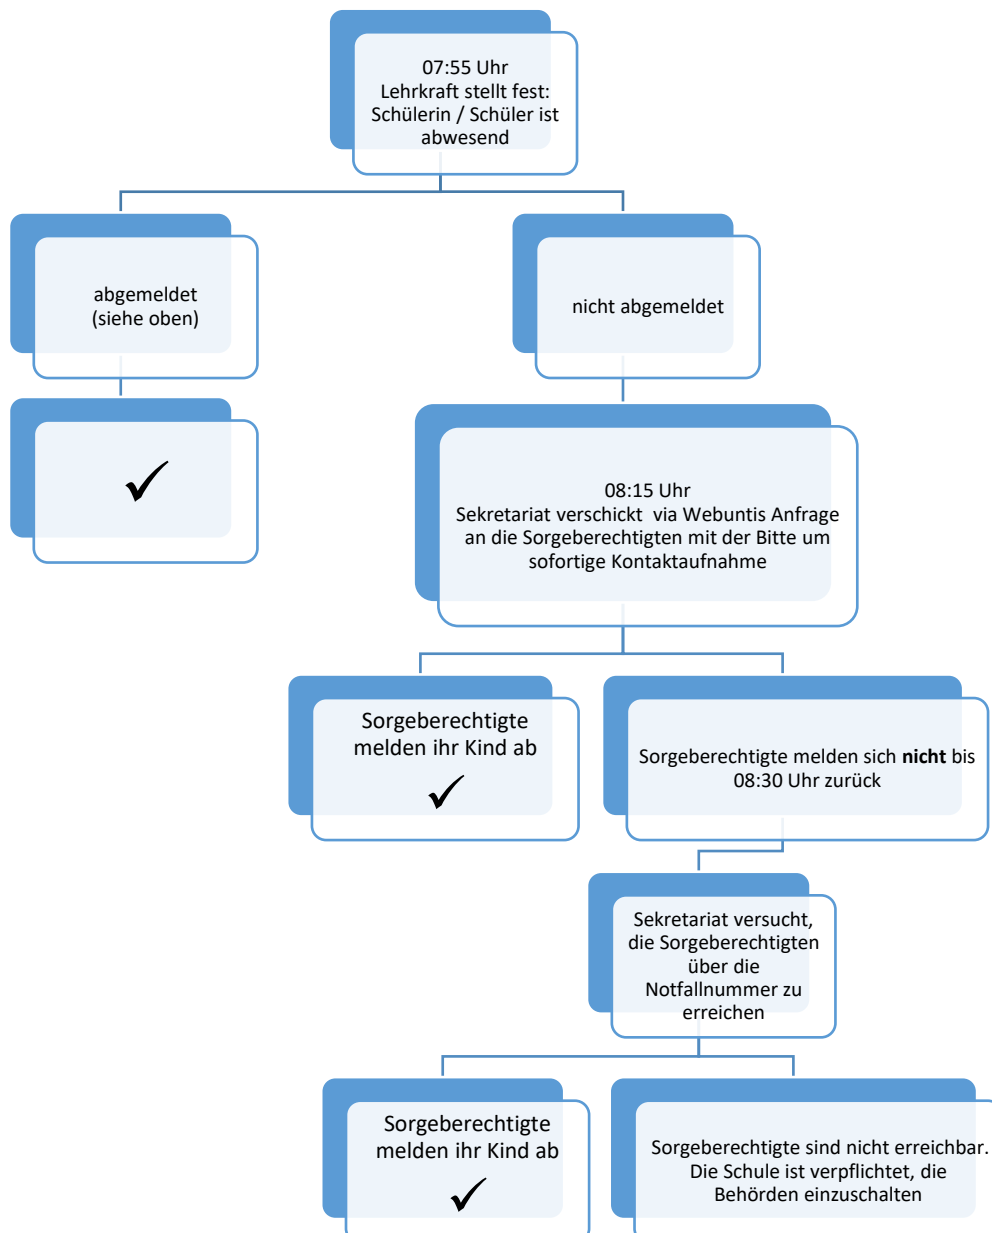 07:55 Uhr
Lehrkraft stellt fest:
Schülerin / Schüler ist
abwesend
abgemeldet
(siehe oben)
nicht abgemeldet
✓
08:15 Uhr
Sekretariat verschickt  via Webuntis Anfrage
an die Sorgeberechtigten mit der Bitte um
sofortige Kontaktaufnahme
Sorgeberechtigte
melden ihr Kind ab
✓
Sorgeberechtigte melden sich nicht bis
08:30 Uhr zurück
Sekretariat versucht,
die Sorgeberechtigten
über die
Notfallnummer zu
erreichen
Sorgeberechtigte
melden ihr Kind ab
✓
Sorgeberechtigte sind nicht erreichbar.
Die Schule ist verpflichtet, die
Behörden einzuschalten